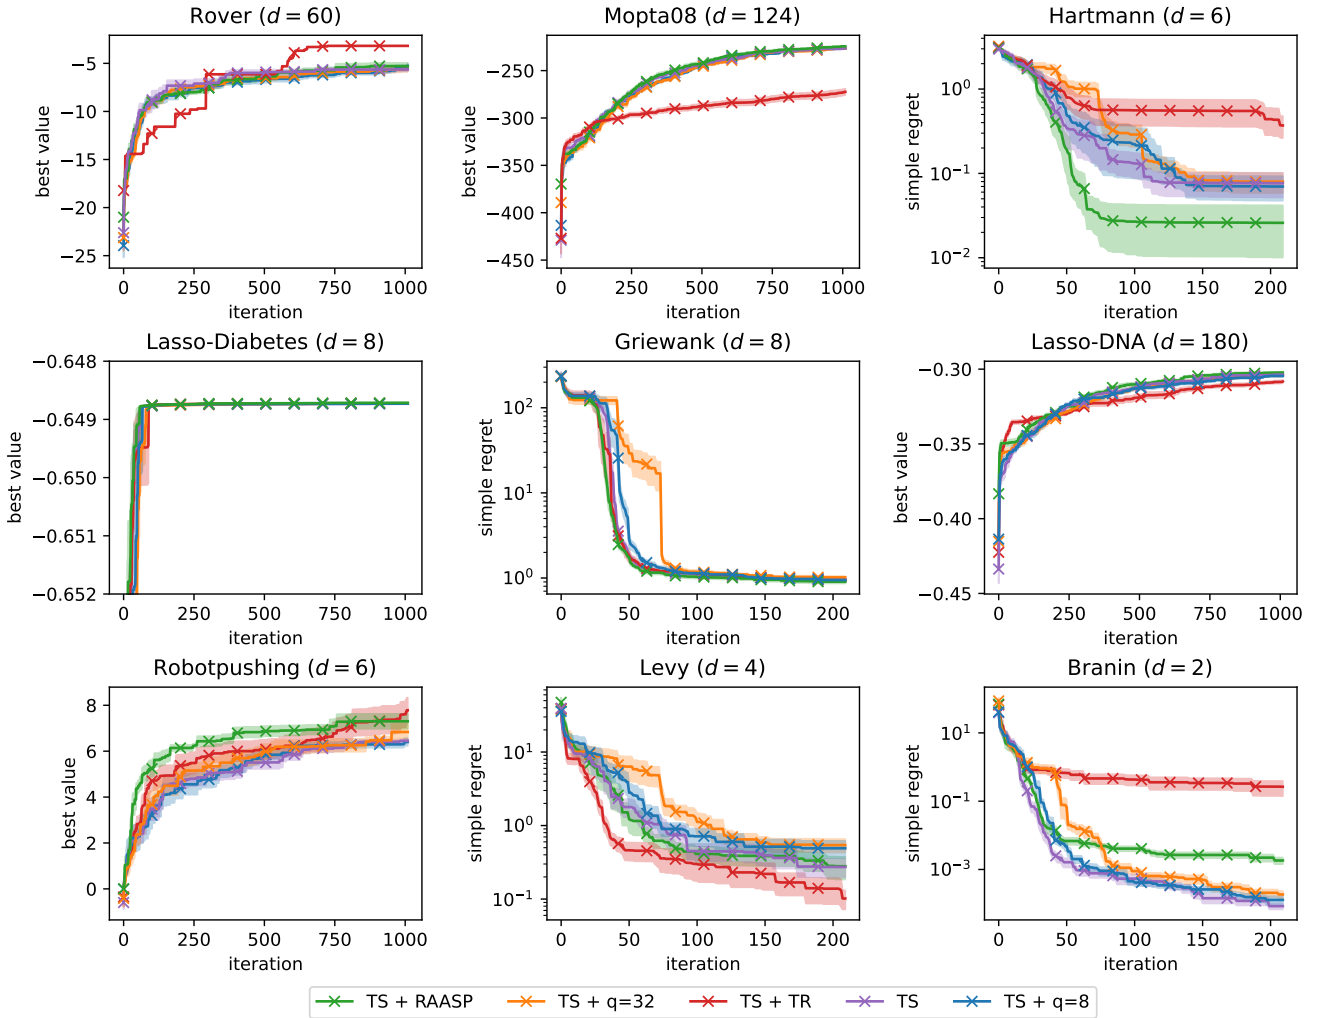 Rover (d = 60)
−5
−10
−15
−20
−25
best value
0 250 500 750 1000
iteration
Mopta08 (d = 124)
−250
−300
−350
−400
−450
best value
0 250 500 750 1000
iteration
Hartmann (d = 6)
10⁰
10⁻¹
10⁻²
simple regret
0 50 100 150 200
iteration
Lasso-Diabetes (d = 8)
−0.648
−0.649
−0.650
−0.651
−0.652
best value
0 250 500 750 1000
iteration
Griewank (d = 8)
10²
10¹
10⁰
simple regret
0 50 100 150 200
iteration
Lasso-DNA (d = 180)
−0.30
−0.35
−0.40
−0.45
best value
0 250 500 750 1000
iteration
Robotpushing (d = 6)
8
6
4
2
0
best value
0 250 500 750 1000
iteration
Levy (d = 4)
10¹
10⁰
10⁻¹
simple regret
0 50 100 150 200
iteration
Branin (d = 2)
10¹
10⁻¹
10⁻³
simple regret
0 50 100 150 200
iteration
TS + RAASP TS + q=32 TS + TR TS TS + q=8